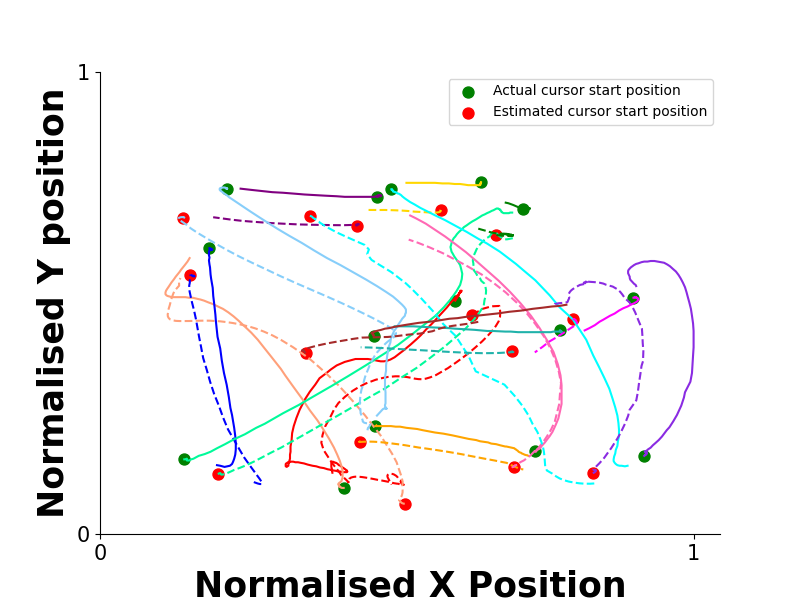 1
Actual cursor start position
Estimated cursor start position
Normalised Y position
0
0
1
Normalised X Position